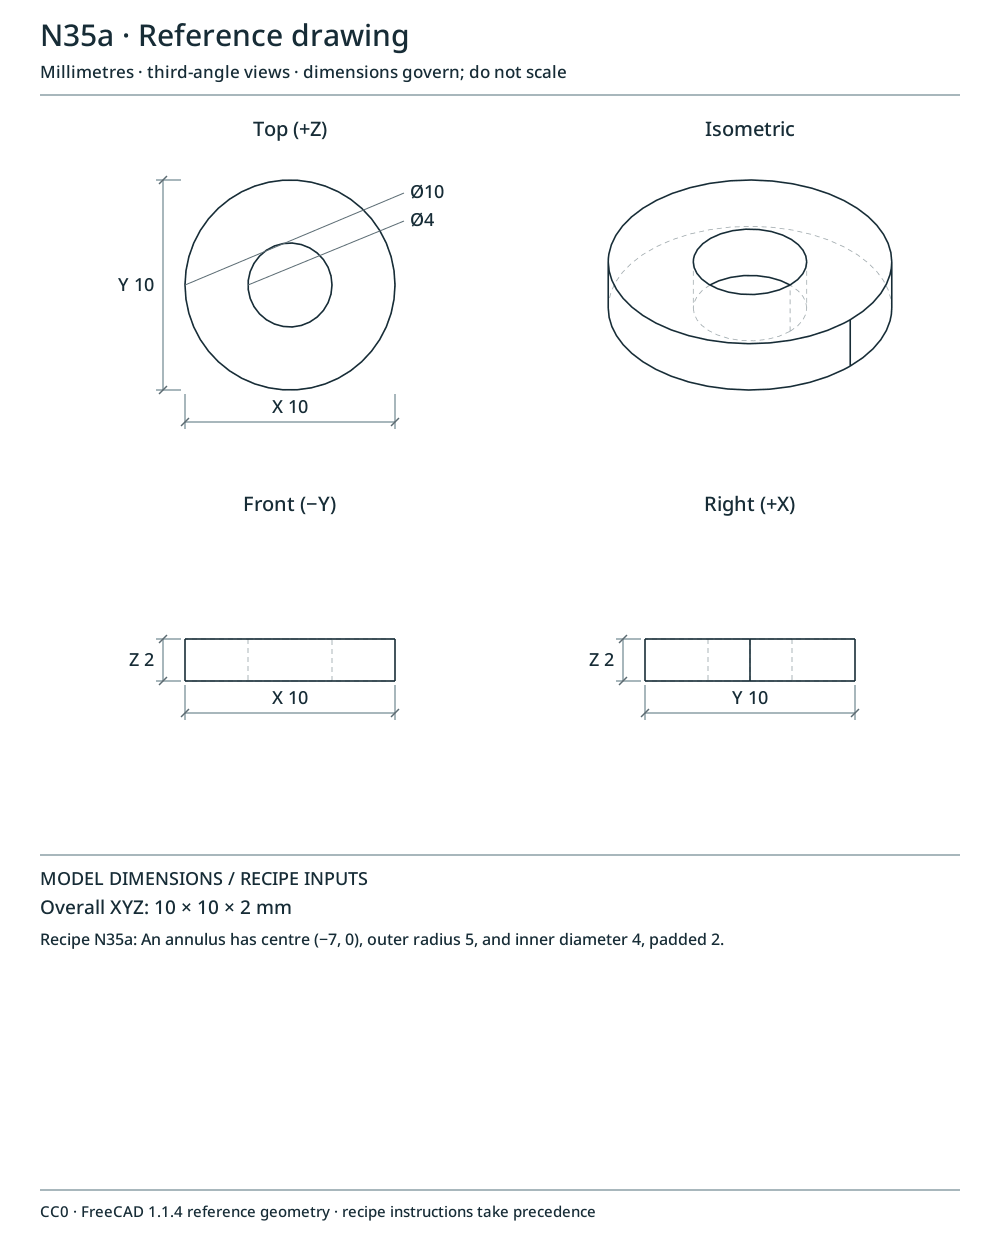 N35a · Reference drawing
Millimetres · third-angle views · dimensions govern; do not scale
Top (+Z)
Isometric
Ø10
Ø4
Y 10
X 10
Front (−Y)
Right (+X)
Z 2
X 10
Z 2
Y 10
MODEL DIMENSIONS / RECIPE INPUTS
Overall XYZ: 10 × 10 × 2 mm
Recipe N35a: An annulus has centre (−7, 0), outer radius 5, and inner diameter 4, padded 2.
CC0 · FreeCAD 1.1.4 reference geometry · recipe instructions take precedence